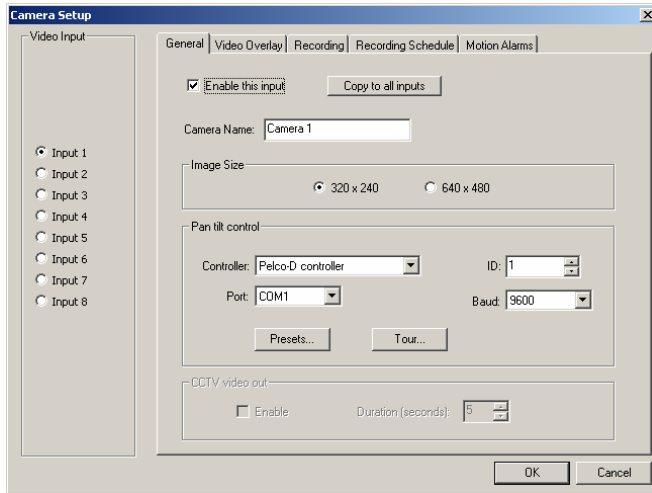 Camera Setup
Video Input
General Video Overlay Recording Recording Schedule Motion Alarms
Enable this input Copy to all inputs
Camera Name: Camera 1
Input 1
Input 2
Input 3
Input 4
Input 5
Input 6
Input 7
Input 8
Image Size
320 x 240 640 x 480
Pan tilt control
Controller: Pelco-D controller ID: 1
Port: COM1 Baud: 9600
Presets... Tour...
CCTV video out
Enable Duration (seconds): 5
OK Cancel